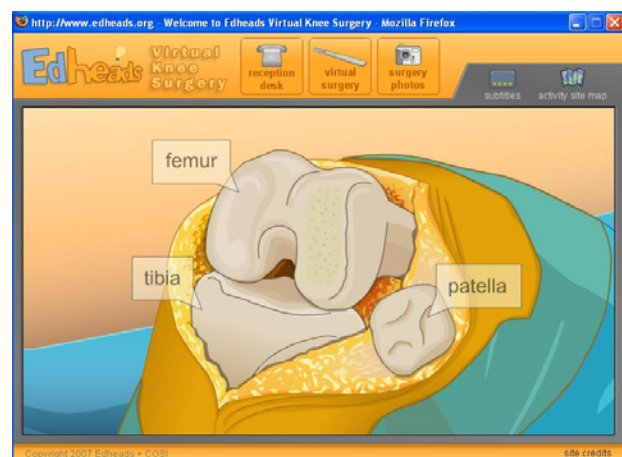 http://www.edheads.org - Welcome to Edheads Virtual Knee Surgery - Mozilla Firefox
Edheads
Virtual
Knee
Surgery
reception
desk
virtual
surgery
surgery
photos
subtitles
activity site map
femur
tibia
patella
Copyright 2007 Edheads • COSI
site credits